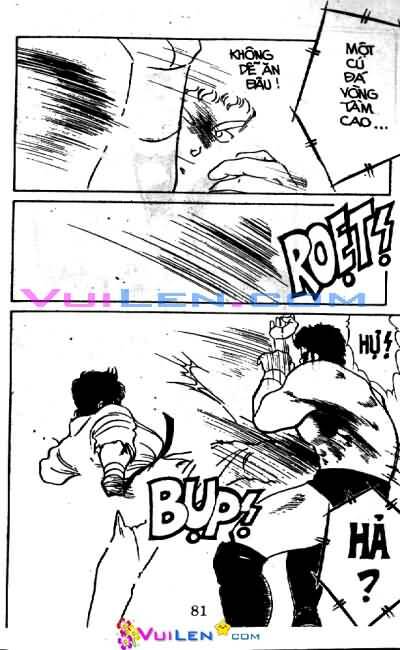 MỘT
CÚ
ĐÁ
VÒNG
TẦM
CAO...
KHÔNG
DỄ ĂN
ĐÂU!
ROẸT!!
VUILEN.COM
HỰ!
BỤP!!
HẢ
?
81
VUILEN.COM